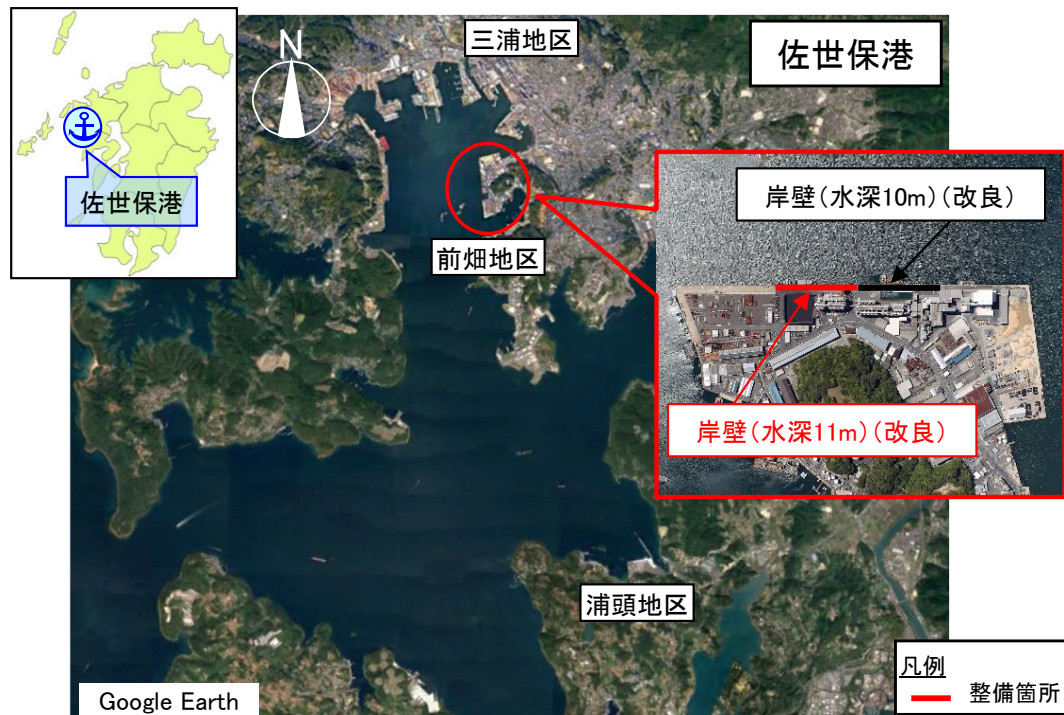 三浦地区
佐世保港
N
佐世保港
岸壁(水深10m)(改良)
前畑地区
岸壁(水深11m)(改良)
浦頭地区
凡例
整備箇所
Google Earth